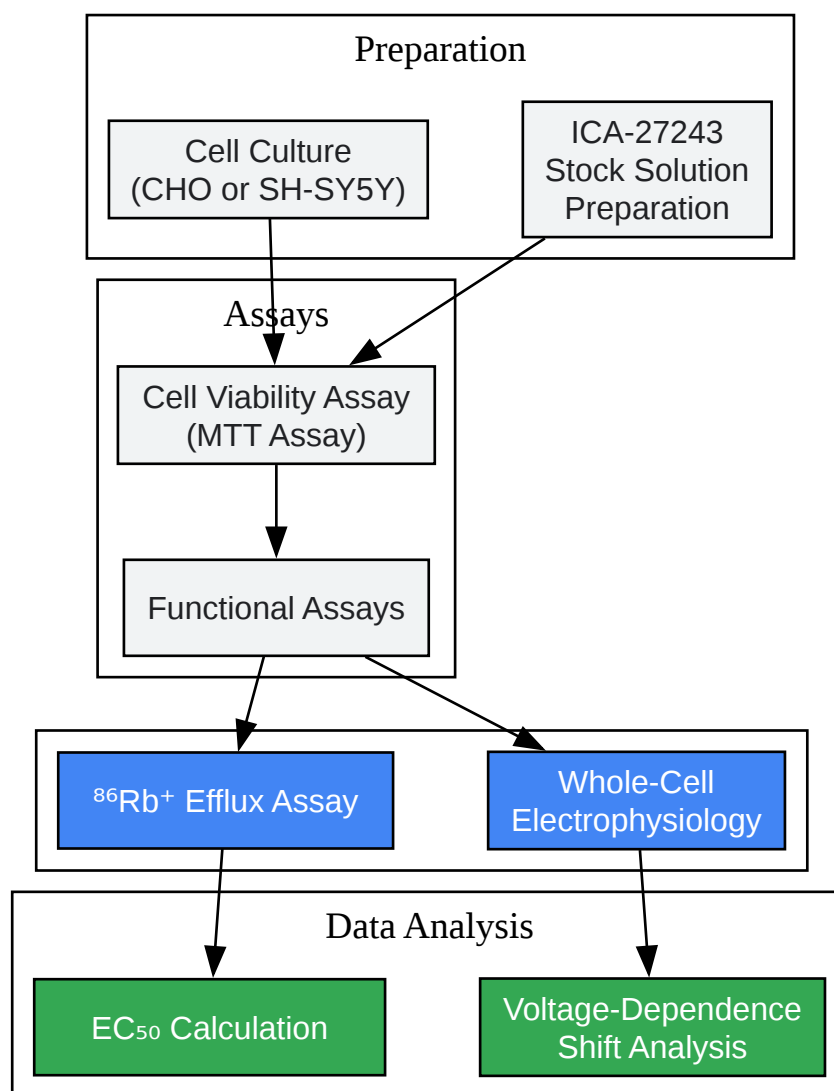 Preparation
Cell Culture
(CHO or SH-SY5Y)
ICA-27243
Stock Solution
Preparation
Assays
Cell Viability Assay
(MTT Assay)
Functional Assays
⁸⁶Rb⁺ Efflux Assay
Whole-Cell
Electrophysiology
Data Analysis
EC₅₀ Calculation
Voltage-Dependence
Shift Analysis